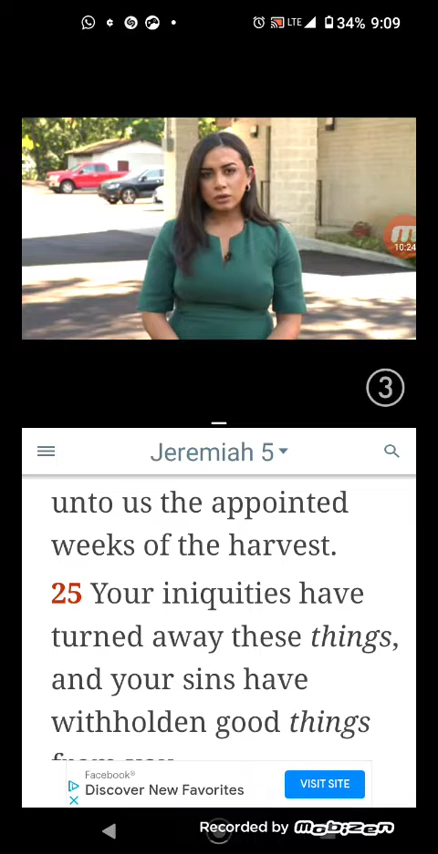 LTE 34% 9:09
10:24
3
Jeremiah 5
unto us the appointed
weeks of the harvest.
25 Your iniquities have
turned away these things,
and your sins have
withholden good things
Facebook®
Discover New Favorites
VISIT SITE
Recorded by Mobizen